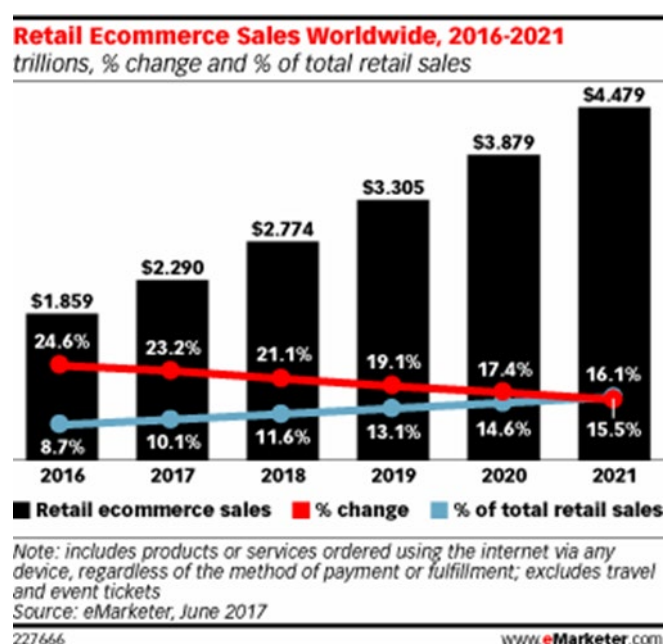 Retail Ecommerce Sales Worldwide, 2016-2021
trillions, % change and % of total retail sales
$4.479
$3.879
$3.305
$2.774
$2.290
$1.859
24.6%
23.2%
21.1%
19.1%
17.4%
16.1%
8.7%
10.1%
11.6%
13.1%
14.6%
15.5%
2016 2017 2018 2019 2020 2021
Retail ecommerce sales % change % of total retail sales
Note: includes products or services ordered using the internet via any
device, regardless of the method of payment or fulfillment; excludes travel
and event tickets
Source: eMarketer, June 2017
227666 www.eMarketer.com